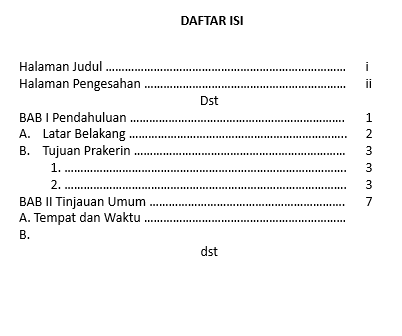 DAFTAR ISI
Halaman Judul ................................................................ i
Halaman Pengesahan ..................................................... ii
Dst
BAB I Pendahuluan ......................................................... 1
A. Latar Belakang ........................................................... 2
B. Tujuan Prakerin ......................................................... 3
1. ........................................................................... 3
2. ........................................................................... 3
BAB II Tinjauan Umum .................................................... 7
A. Tempat dan Waktu .....................................................
B.
dst